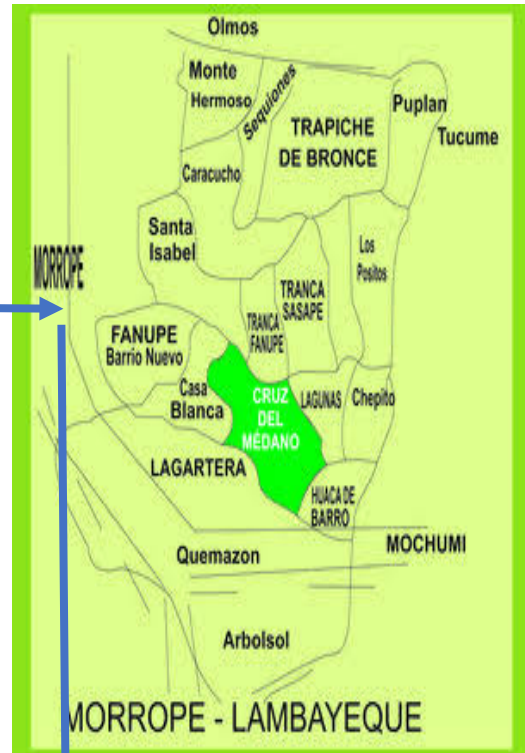 Olmos
Monte
Hermoso
Sequiones
TRAPICHE
DE BRONCE
Puplan
Tucume
Caracucho
Santa
Isabel
Los
Positos
MORROPE
TRANCA
SASAPE
TRANCA
FANUPE
FANUPE
Barrio Nuevo
Casa
Blanca
CRUZ
DEL
MÉDANO
LAGUNAS
Chepito
LAGARTERA
HUACA DE
BARRO
MOCHUMI
Quemazon
Arbolsol
MORROPE - LAMBAYEQUE